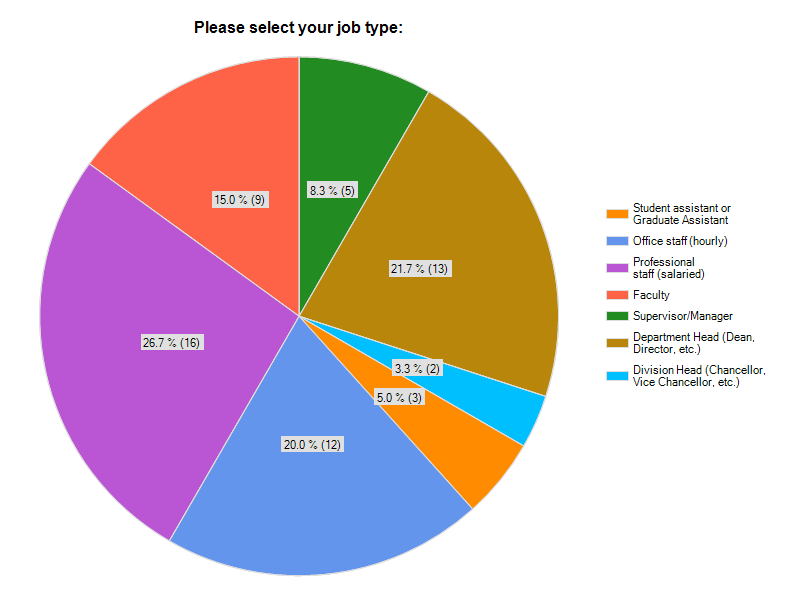 Please select your job type:
15.0 % (9)
8.3 % (5)
21.7 % (13)
26.7 % (16)
3.3 % (2)
5.0 % (3)
20.0 % (12)
Student assistant or
Graduate Assistant
Office staff (hourly)
Professional
staff (salaried)
Faculty
Supervisor/Manager
Department Head (Dean,
Director, etc.)
Division Head (Chancellor,
Vice Chancellor, etc.)